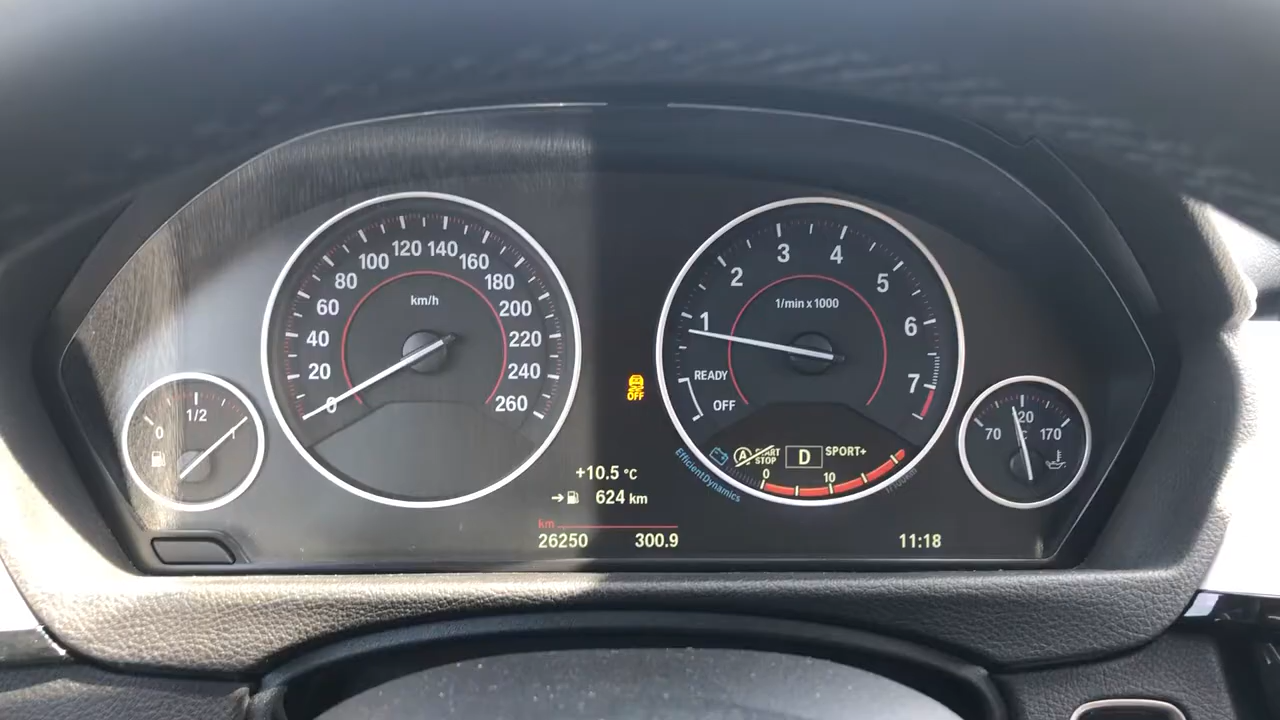 0
1/2
1
km/h
0
20
40
60
80
100
120
140
160
180
200
220
240
260
+10.5 °C
624 km
km
26250 300.9
OFF
1/min x 1000
1
2
3
4
5
6
7
READY
OFF
A START STOP
D
SPORT+
0
10
l/100km
EfficientDynamics
70
120
170
°C
11:18